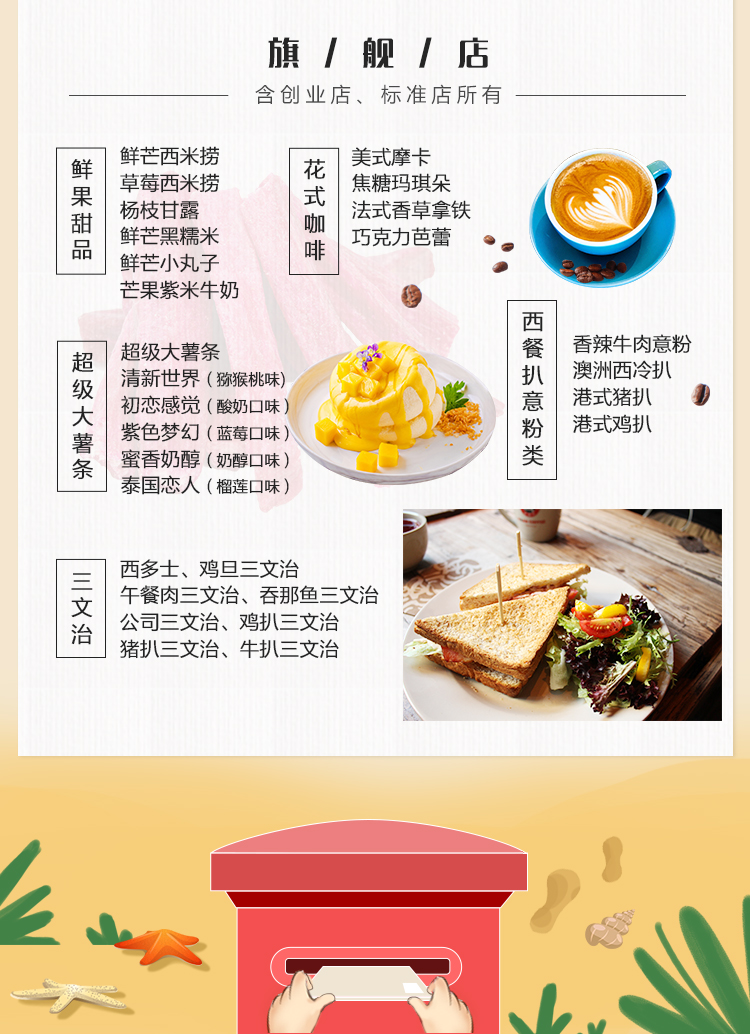 旗/舰/店
含创业店、标准店所有
鲜果甜品
鲜芒西米捞
草莓西米捞
杨枝甘露
鲜芒黑糯米
鲜芒小丸子
芒果紫米牛奶
花式咖啡
美式摩卡
焦糖玛琪朵
法式香草拿铁
巧克力芭蕾
超级大薯条
超级大薯条
清新世界(猕猴桃味)
初恋感觉(酸奶口味)
紫色梦幻(蓝莓口味)
蜜香奶醇(奶醇口味)
泰国恋人(榴莲口味)
西餐扒意粉类
香辣牛肉意粉
澳洲西冷扒
港式猪扒
港式鸡扒
三文治
西多士、鸡旦三文治
午餐肉三文治、吞那鱼三文治
公司三文治、鸡扒三文治
猪扒三文治、牛扒三文治